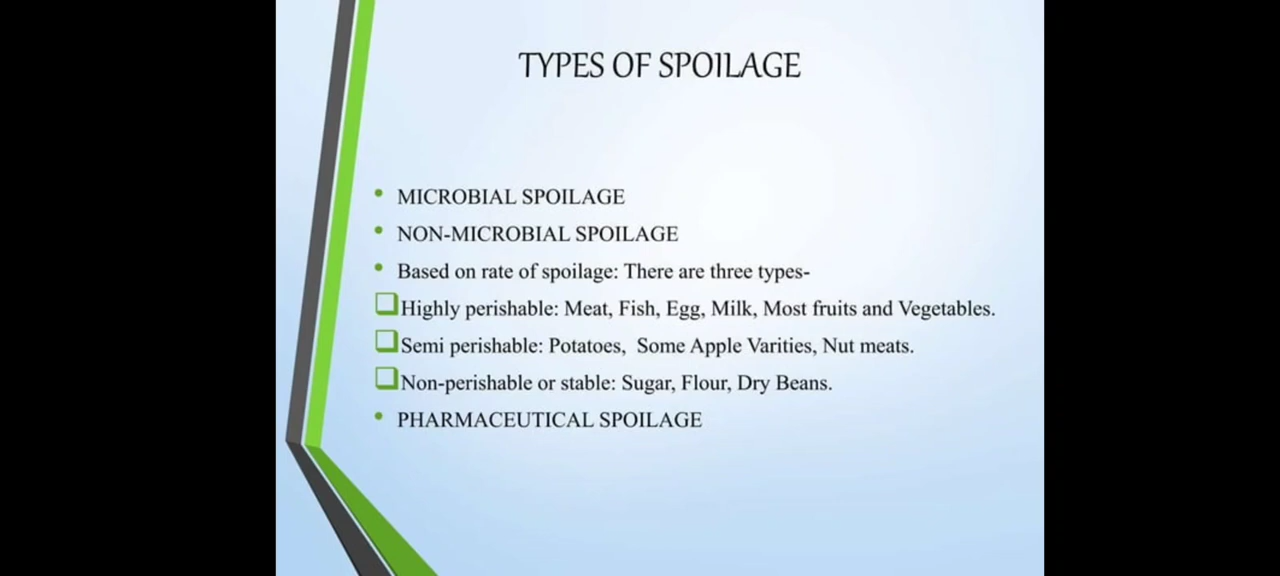 TYPES OF SPOILAGE
• MICROBIAL SPOILAGE
• NON-MICROBIAL SPOILAGE
• Based on rate of spoilage: There are three types-
❑Highly perishable: Meat, Fish, Egg, Milk, Most fruits and Vegetables.
❑Semi perishable: Potatoes,  Some Apple Varities, Nut meats.
❑Non-perishable or stable: Sugar, Flour, Dry Beans.
• PHARMACEUTICAL SPOILAGE